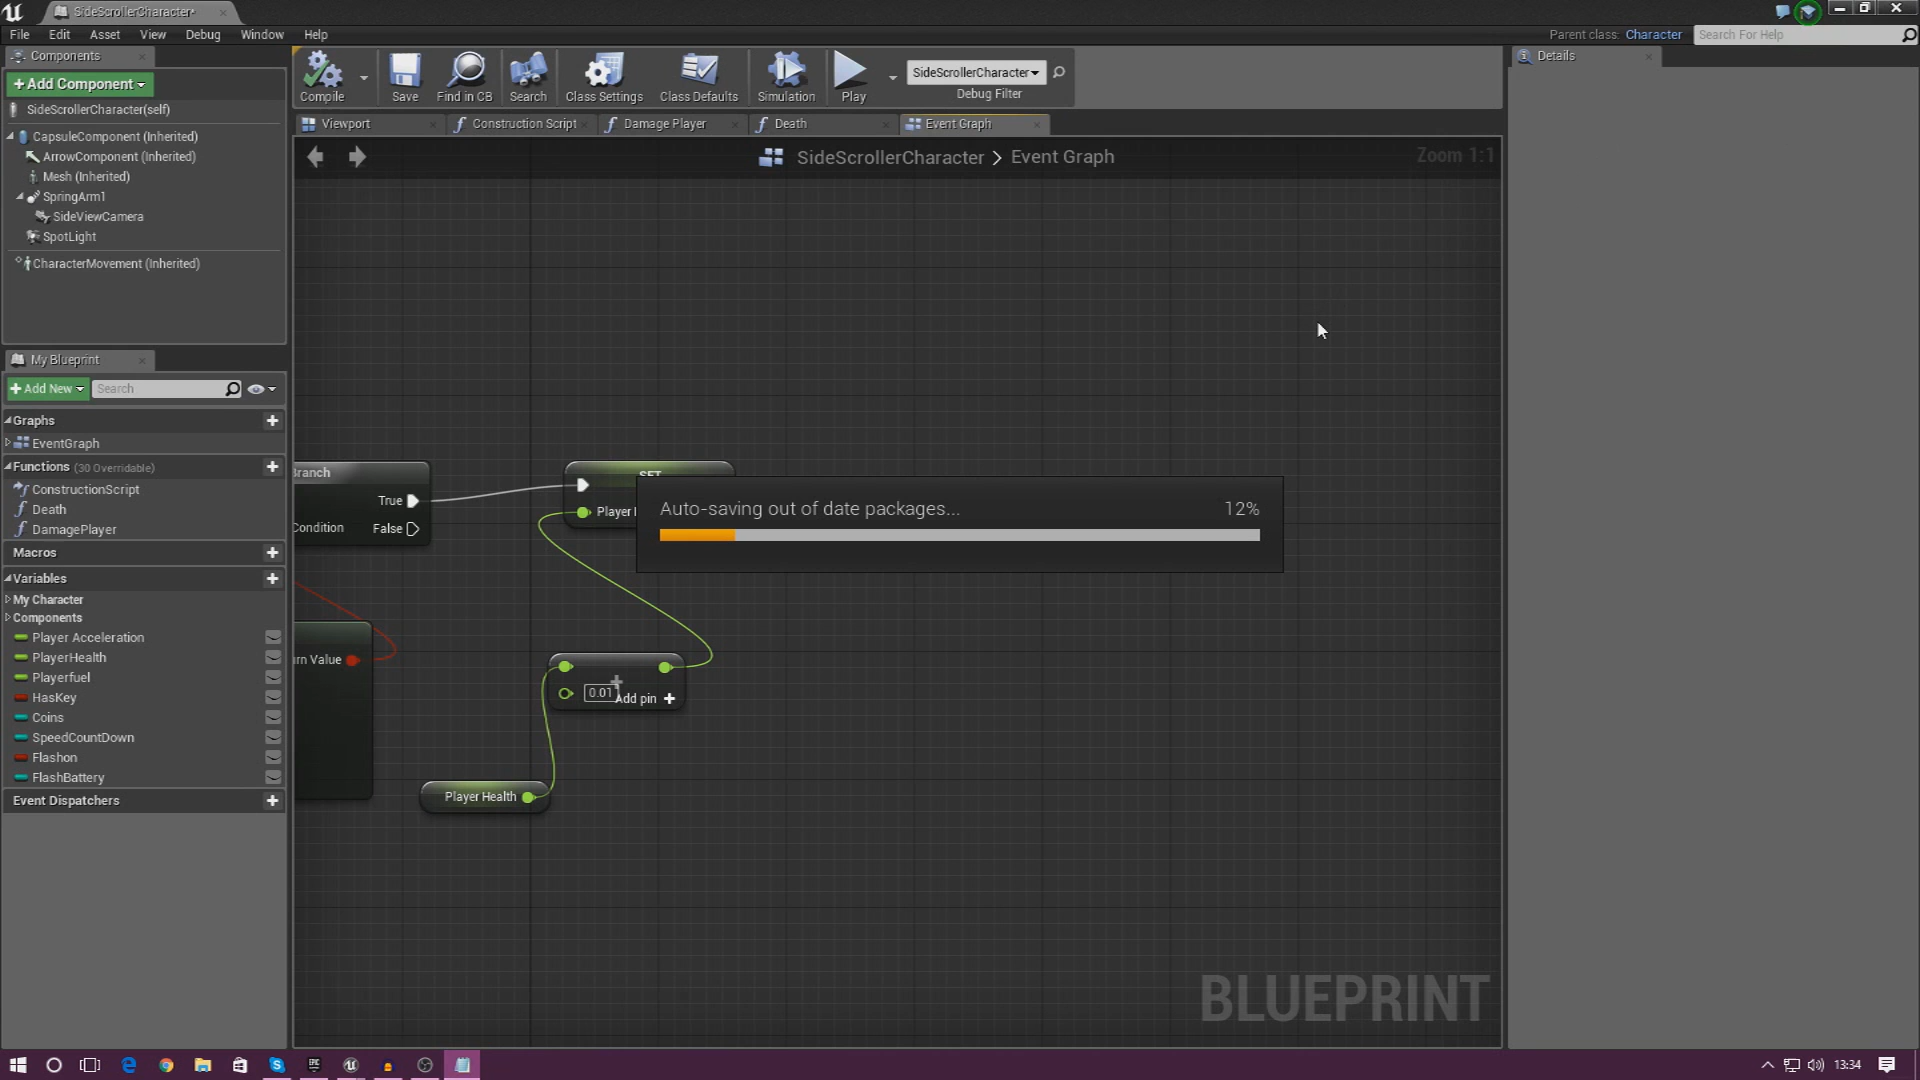 SideScrollerCharacter*
File Edit Asset View Debug Window Help
Parent class: Character
Search For Help
Components
Add Component
SideScrollerCharacter(self)
CapsuleComponent (Inherited)
ArrowComponent (Inherited)
Mesh (Inherited)
SpringArm1
SideViewCamera
SpotLight
CharacterMovement (Inherited)
Compile
Save
Find in CB
Search
Class Settings
Class Defaults
Simulation
Play
SideScrollerCharacter
Debug Filter
Details
Viewport
Construction Script
Damage Player
Death
Event Graph
SideScrollerCharacter > Event Graph
Zoom 1:1
My Blueprint
Add New
Search
Graphs
EventGraph
Functions (30 Overridable)
ConstructionScript
Death
DamagePlayer
Macros
Variables
My Character
Components
Player Acceleration
PlayerHealth
Playerfuel
HasKey
Coins
SpeedCountDown
Flashon
FlashBattery
Event Dispatchers
ranch
True
ondition
False
SET
Player
Auto-saving out of date packages...
12%
rn Value
0.01
Add pin
Player Health
BLUEPRINT
13:34